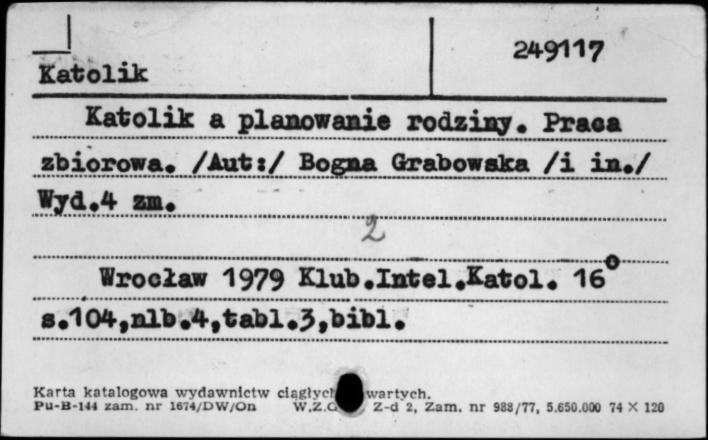 249117
Katolik
Katolik a planowanie rodziny. Praca
zbiorowa. /Aut:/ Bogna Grabowska /i in./
Wyd.4 zm.
2
Wrocław 1979 Klub.Intel.Katol. 16°
s.104,nlb.4,tabl.3,bibl.
Karta katalogowa wydawnictw ciągłych wartych.
Pu-B-144 zam. nr 1674/DW/On W.Z.G Z-d 2, Zam. nr 988/77, 5.650.000 74 X 120